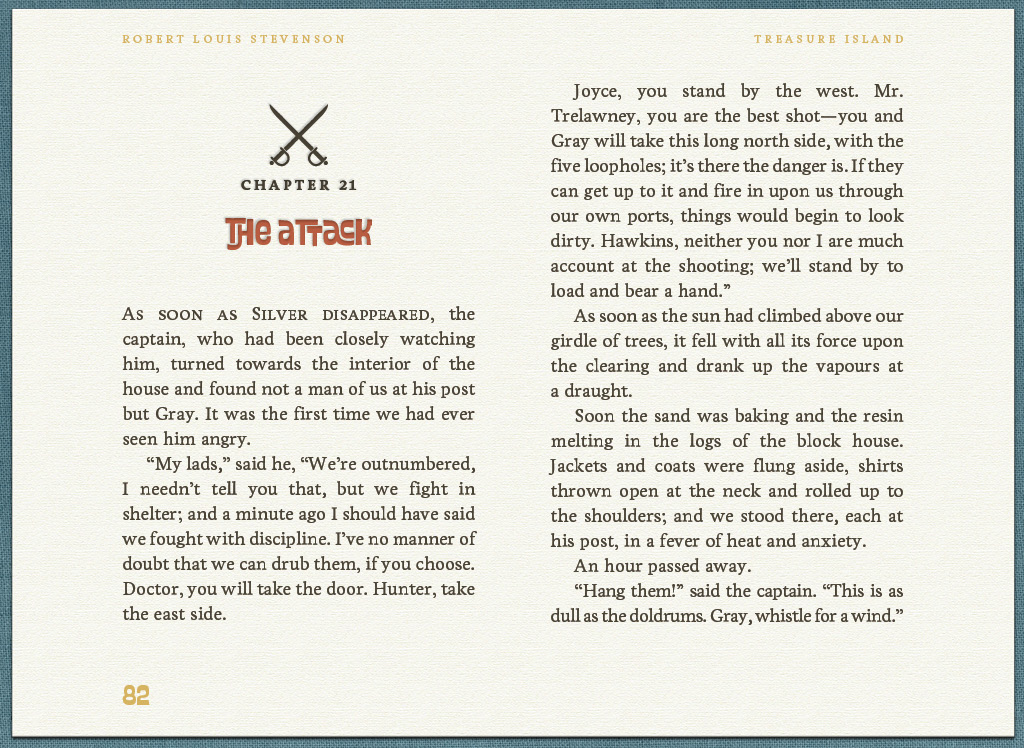 ROBERT LOUIS STEVENSON
TREASURE ISLAND
CHAPTER 21
The attack
As soon as Silver disappeared, the
captain, who had been closely watching
him, turned towards the interior of the
house and found not a man of us at his post
but Gray. It was the first time we had ever
seen him angry.
“My lads,” said he, “We’re outnumbered,
I needn’t tell you that, but we fight in
shelter; and a minute ago I should have said
we fought with discipline. I’ve no manner of
doubt that we can drub them, if you choose.
Doctor, you will take the door. Hunter, take
the east side.
82
Joyce, you stand by the west. Mr.
Trelawney, you are the best shot—you and
Gray will take this long north side, with the
five loopholes; it’s there the danger is. If they
can get up to it and fire in upon us through
our own ports, things would begin to look
dirty. Hawkins, neither you nor I are much
account at the shooting; we’ll stand by to
load and bear a hand.”
As soon as the sun had climbed above our
girdle of trees, it fell with all its force upon
the clearing and drank up the vapours at
a draught.
Soon the sand was baking and the resin
melting in the logs of the block house.
Jackets and coats were flung aside, shirts
thrown open at the neck and rolled up to
the shoulders; and we stood there, each at
his post, in a fever of heat and anxiety.
An hour passed away.
“Hang them!” said the captain. “This is as
dull as the doldrums. Gray, whistle for a wind.”